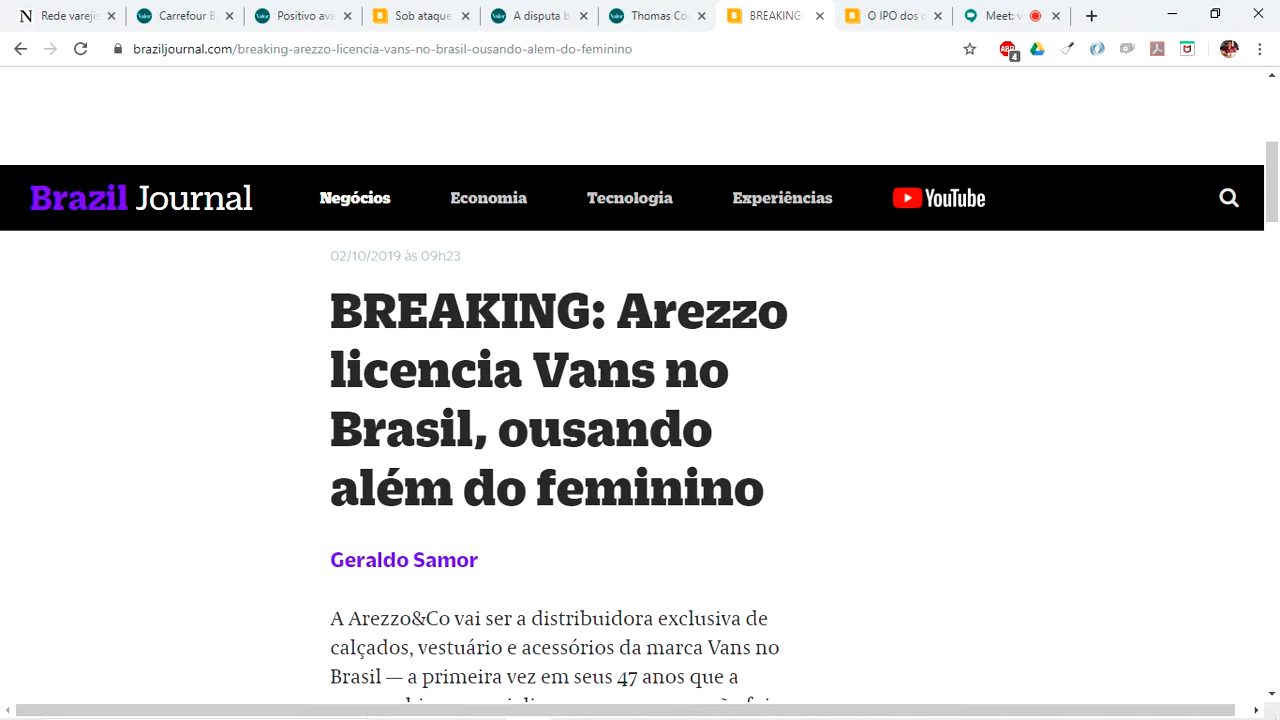 Rede varejis
Carrefour B
Positivo ava
Sob ataque
A disputa b
Thomas Co
BREAKING:
O IPO dos c
Meet: v
braziljournal.com/breaking-arezzo-licencia-vans-no-brasil-ousando-alem-do-feminino
ABP
4
Brazil Journal
Negócios
Economia
Tecnologia
Experiências
YouTube
02/10/2019 às 09h23
BREAKING: Arezzo
licencia Vans no
Brasil, ousando
além do feminino
Geraldo Samor
A Arezzo&Co vai ser a distribuidora exclusiva de
calçados, vestuário e acessórios da marca Vans no
Brasil — a primeira vez em seus 47 anos que a